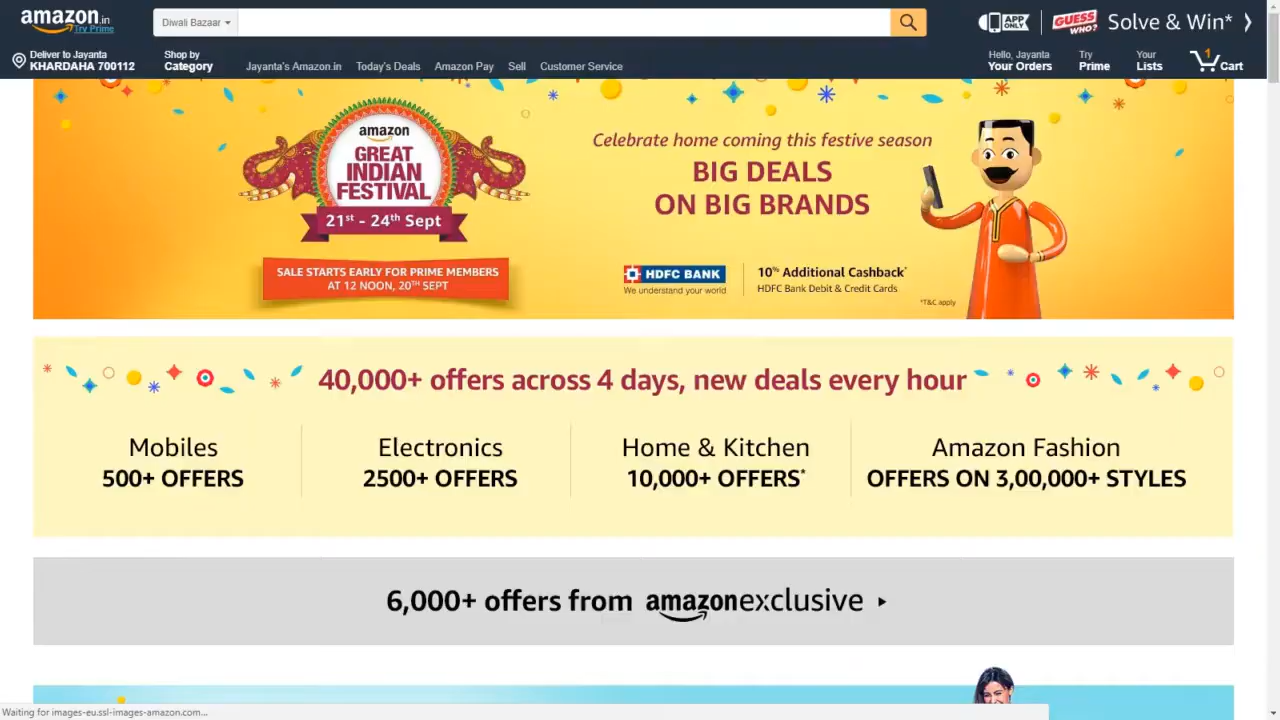 amazon.in
Try Prime
Diwali Bazaar
APP ONLY
GUESS WHO? Solve & Win*
Deliver to Jayanta
KHARDAHA 700112
Shop by
Category
Jayanta's Amazon.in Today's Deals Amazon Pay Sell Customer Service
Hello, Jayanta
Your Orders
Try
Prime
Your
Lists
1
Cart
amazon
GREAT
INDIAN
FESTIVAL
21st - 24th Sept
SALE STARTS EARLY FOR PRIME MEMBERS
AT 12 NOON, 20TH SEPT
Celebrate home coming this festive season
BIG DEALS
ON BIG BRANDS
HDFC BANK
We understand your world
10% Additional Cashback*
HDFC Bank Debit & Credit Cards
*T&C apply
40,000+ offers across 4 days, new deals every hour
Mobiles
500+ OFFERS
Electronics
2500+ OFFERS
Home & Kitchen
10,000+ OFFERS*
Amazon Fashion
OFFERS ON 3,00,000+ STYLES
6,000+ offers from amazonexclusive
Waiting for images-eu.ssl-images-amazon.com...